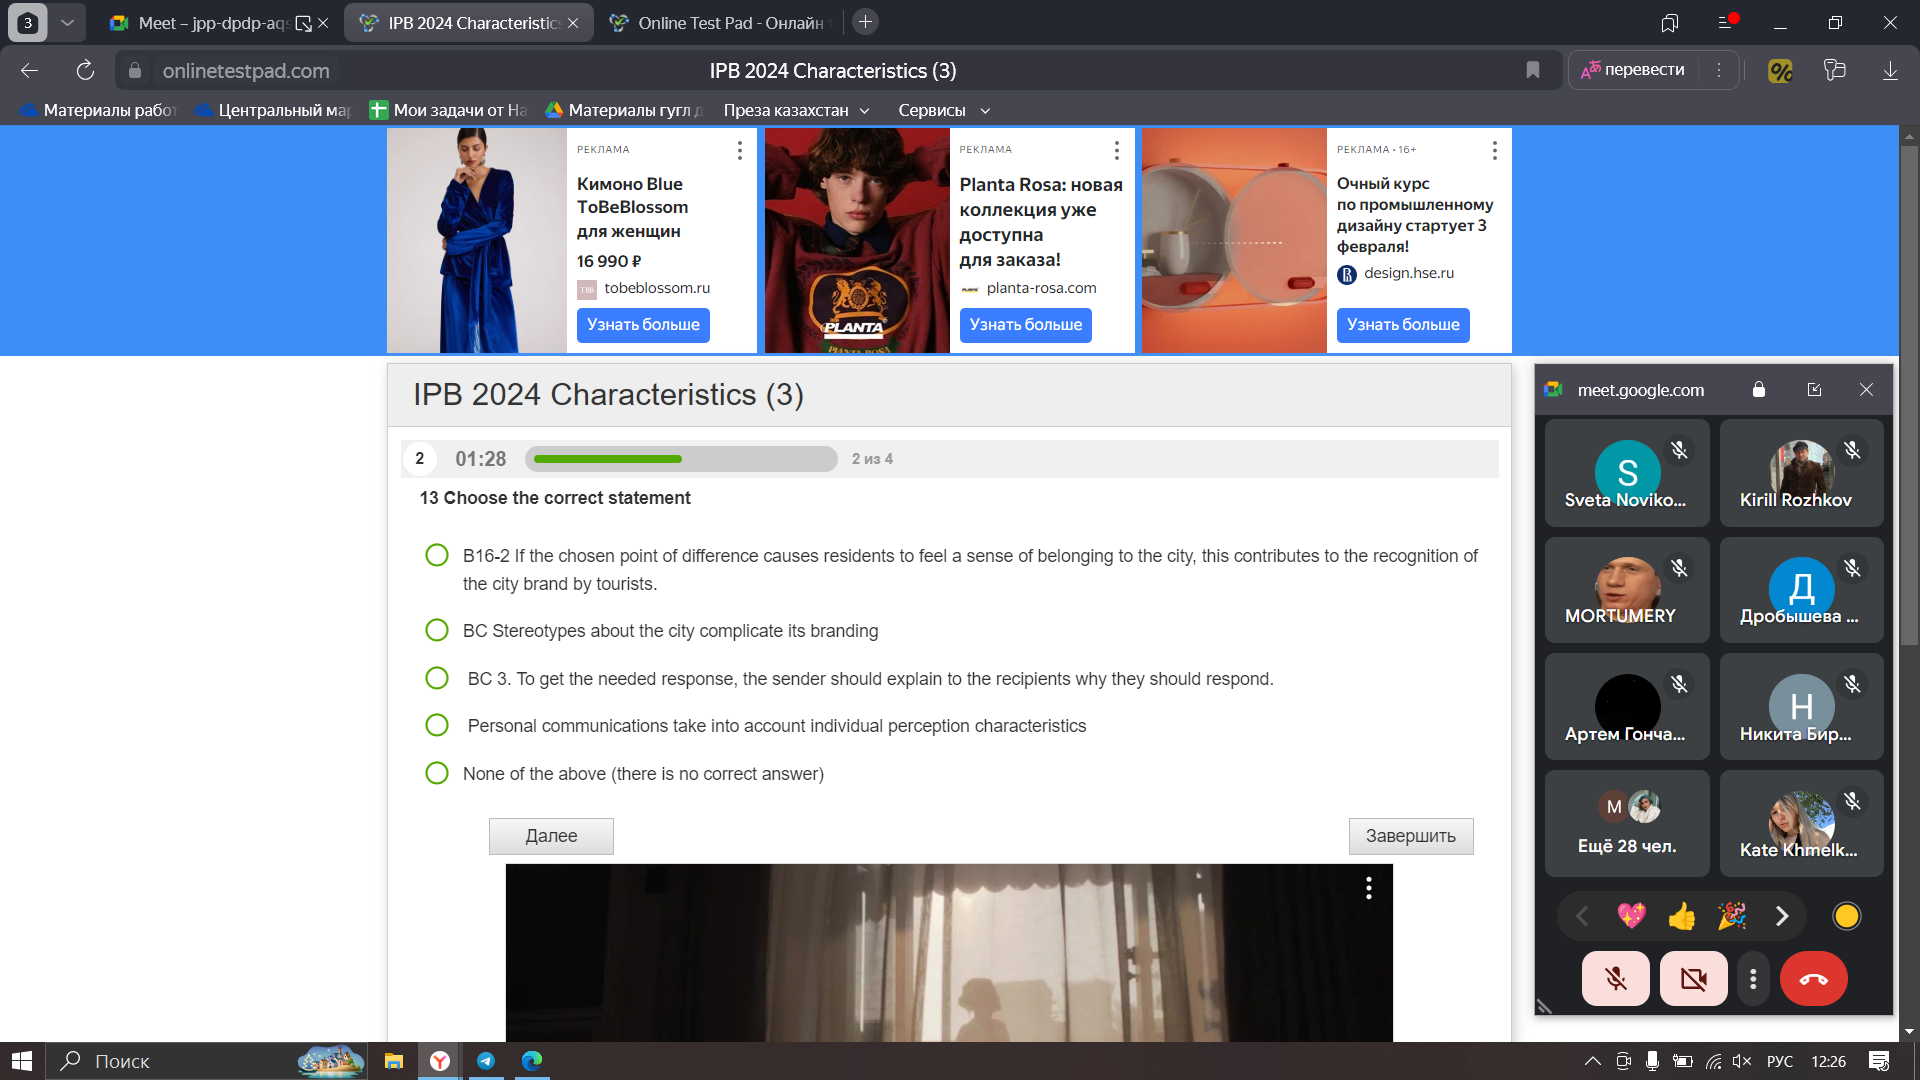 3
Meet – jpp-dpdp-aqs
IPB 2024 Characteristics
Online Test Pad - Онлайн
onlinetestpad.com
IPB 2024 Characteristics (3)
перевести
Материалы работ
Центральный мар
Мои задачи от На
Материалы гугл д
Преза казахстан
Сервисы
РЕКЛАМА
Кимоно Blue
ToBeBlossom
для женщин
16 990 ₽
TBB
tobeblossom.ru
Узнать больше
PLANTA
РЕКЛАМА
Planta Rosa: новая
коллекция уже
доступна
для заказа!
planta-rosa.com
Узнать больше
РЕКЛАМА • 16+
Очный курс
по промышленному
дизайну стартует 3
февраля!
design.hse.ru
Узнать больше
IPB 2024 Characteristics (3)
2
01:28
2 из 4
13 Choose the correct statement
B16-2 If the chosen point of difference causes residents to feel a sense of belonging to the city, this contributes to the recognition of
the city brand by tourists.
BC Stereotypes about the city complicate its branding
BC 3. To get the needed response, the sender should explain to the recipients why they should respond.
Personal communications take into account individual perception characteristics
None of the above (there is no correct answer)
Далее
Завершить
meet.google.com
S
Sveta Noviko...
Kirill Rozhkov
MORTUMERY
Д
Дробышева ...
Артем Гонча...
Н
Никита Бир...
M
Ещё 28 чел.
Kate Khmelk...
Поиск
РУС
12:26